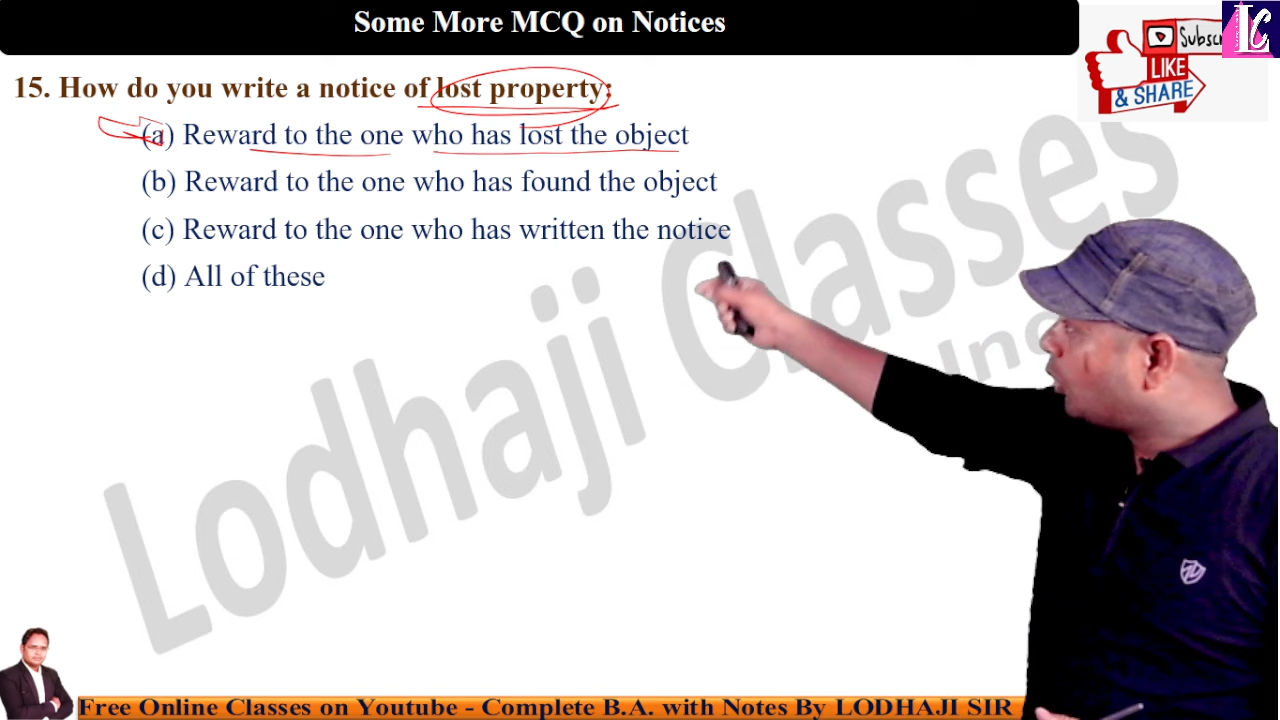 Some More MCQ on Notices
Subscr
LC
LIKE
& SHARE
15. How do you write a notice of lost property:
(a) Reward to the one who has lost the object
(b) Reward to the one who has found the object
(c) Reward to the one who has written the notice
(d) All of these
Lodhaji Classes
Free Online Classes on Youtube - Complete B.A. with Notes By LODHAJI SIR